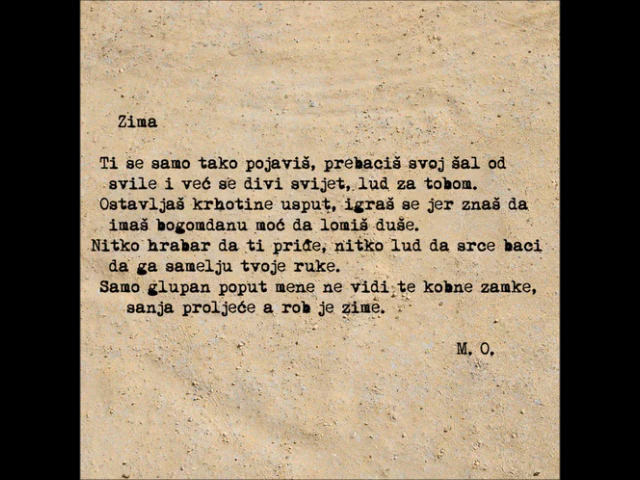 Zima
Ti se samo tako pojaviš, prebaciš svoj šal od
svile i već se divi svijet, lud za tobom.
Ostavljaš krhotine usput, igraš se jer znaš da
imaš bogomdanu moć da lomiš duše.
Nitko hrabar da ti priđe, nitko lud da srce baci
da ga samelju tvoje ruke.
Samo glupan poput mene ne vidi te kobne zamke,
sanja proljeće a rob je zime.
M. O.